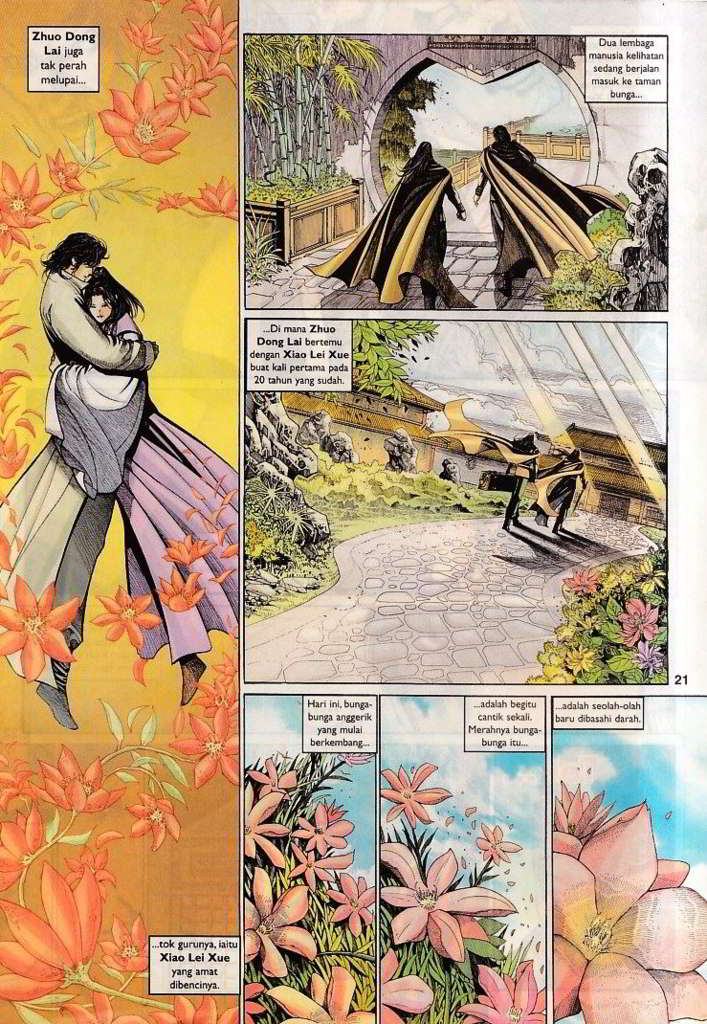 Zhuo Dong
Lai juga
tak perah
melupai...
...tok gurunya, iaitu
Xiao Lei Xue
yang amat
dibencinya.
Dua lembaga
manusia kelihatan
sedang berjalan
masuk ke taman
bunga...
...Di mana Zhuo
Dong Lai bertemu
dengan Xiao Lei Xue
buat kali pertama pada
20 tahun yang sudah.
21
Hari ini, bunga-
bunga anggerik
yang mulai
berkembang...
...adalah begitu
cantik sekali.
Merahnya bunga-
bunga itu...
...adalah seolah-olah
baru dibasahi darah.